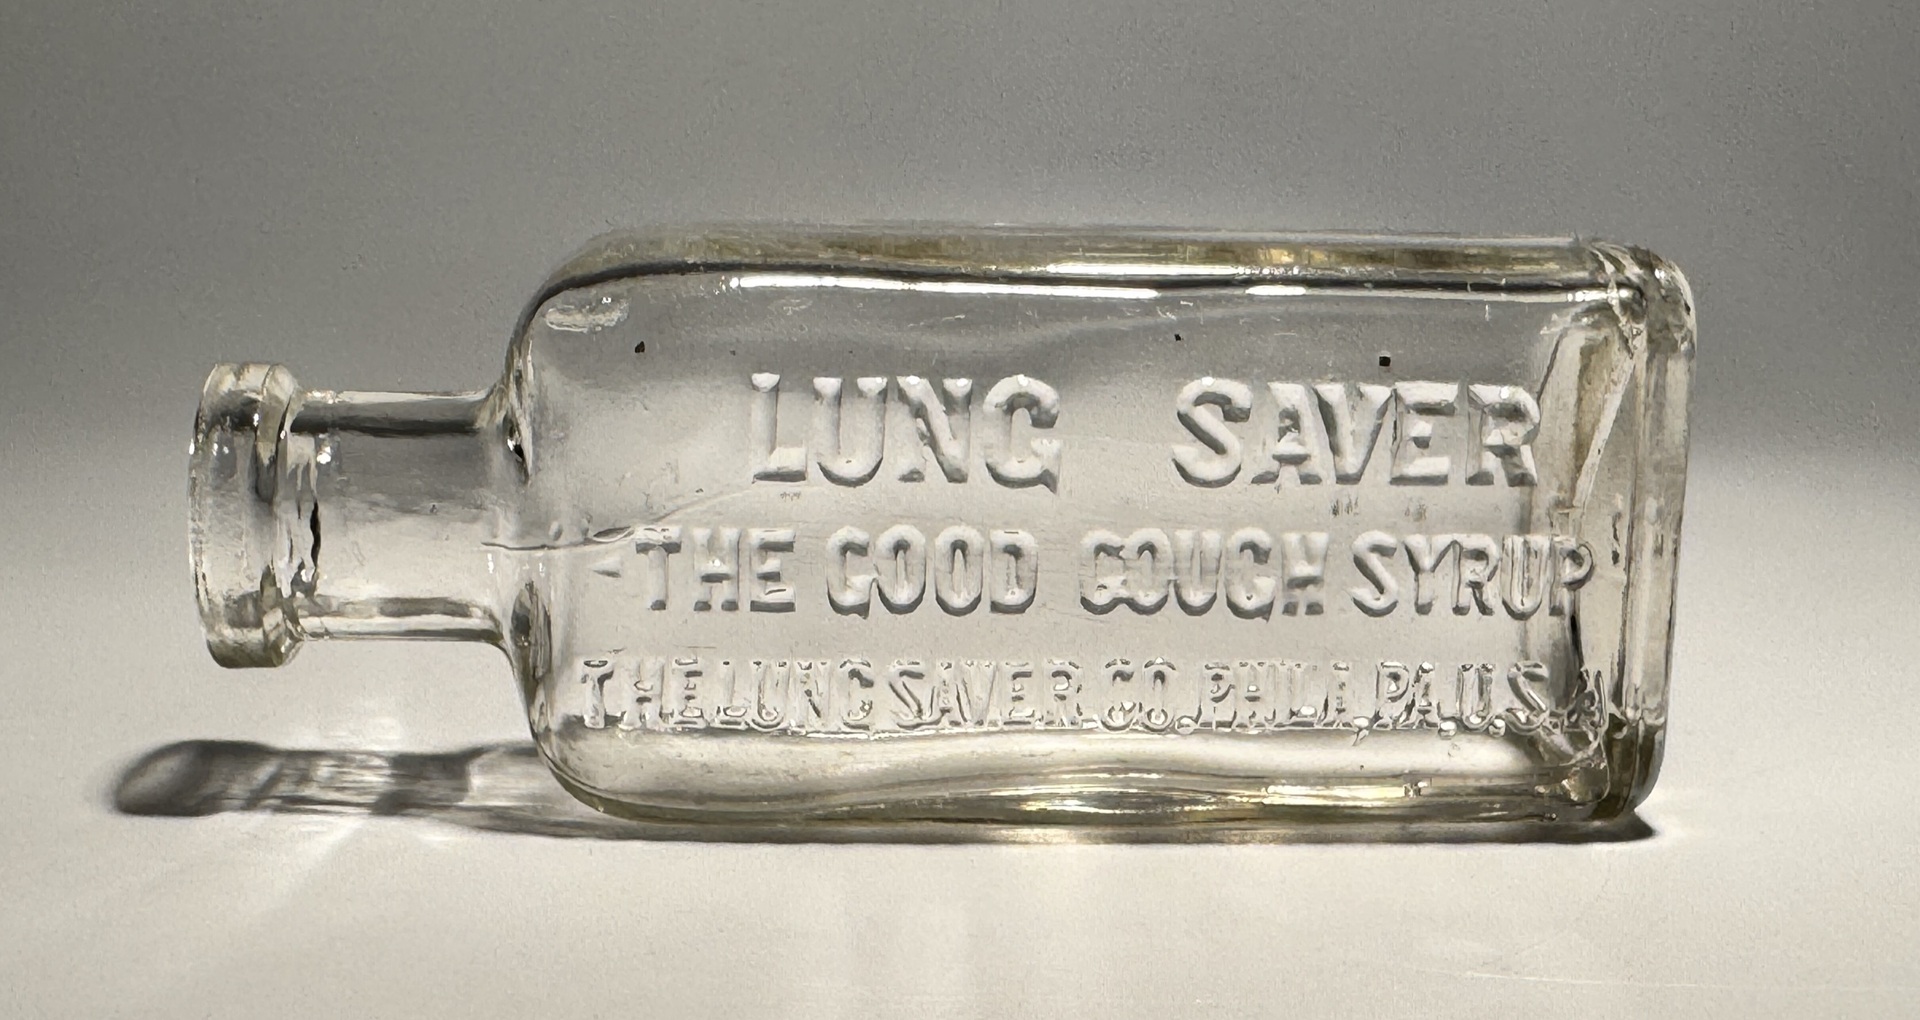 LUNG SAVER
THE GOOD COUGH SYRUP
THE LUNG SAVER CO. PHILA, PA. U.S.A.